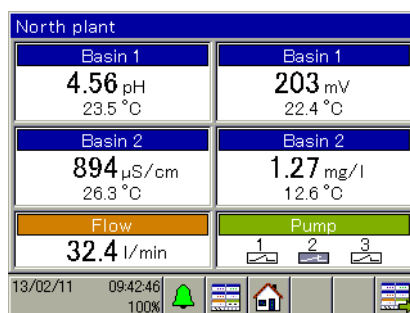 North plant
Basin 1
4.56 pH
23.5 °C
Basin 1
203 mV
22.4 °C
Basin 2
894 µS/cm
26.3 °C
Basin 2
1.27 mg/l
12.6 °C
Flow
32.4 l/min
Pump
1 2 3
13/02/11 09:42:46
100%